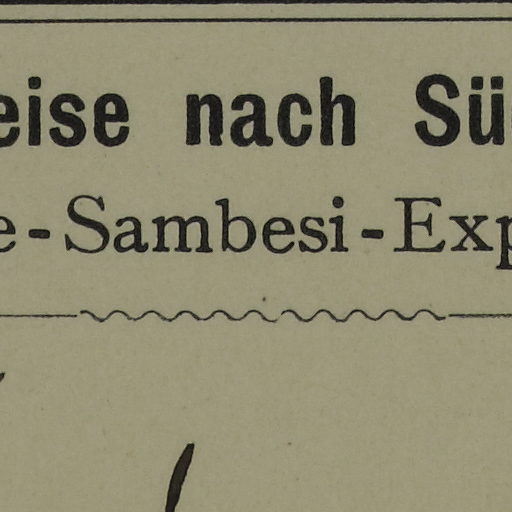 eise nach Sü
e-Sambesi-Exp